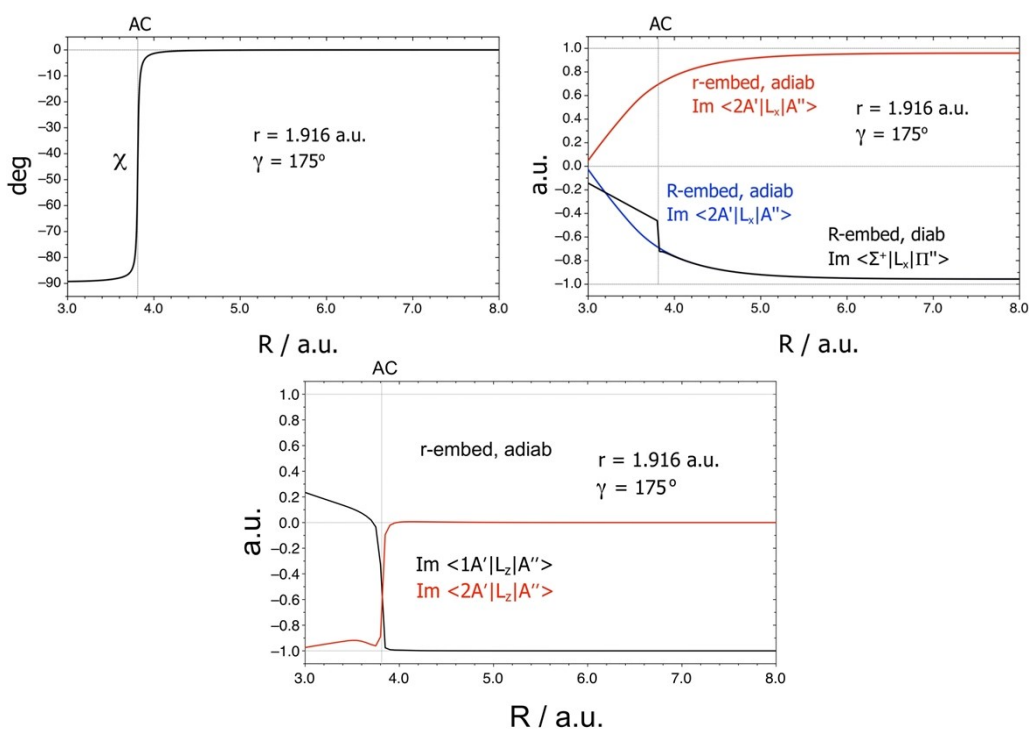 AC
0
−10
−20
−30
−40
−50
−60
−70
−80
−90
deg
χ
r = 1.916 a.u.
γ = 175º
3.0 4.0 5.0 6.0 7.0 8.0
R / a.u.
AC
1.0
0.8
0.6
0.4
0.2
0.0
−0.2
−0.4
−0.6
−0.8
−1.0
a.u.
r-embed, adiab
Im <2A'|Lₓ|A''>
r = 1.916 a.u.
γ = 175º
R-embed, adiab
Im <2A'|Lₓ|A''>
R-embed, diab
Im <Σ⁺|Lₓ|Π''>
3.0 4.0 5.0 6.0 7.0 8.0
R / a.u.
AC
1.0
0.8
0.6
0.4
0.2
0.0
−0.2
−0.4
−0.6
−0.8
−1.0
a.u.
r-embed, adiab
r = 1.916 a.u.
γ = 175º
Im <1A′|L_z|A′′>
Im <2A′|L_z|A′′>
3.0 4.0 5.0 6.0 7.0 8.0
R / a.u.